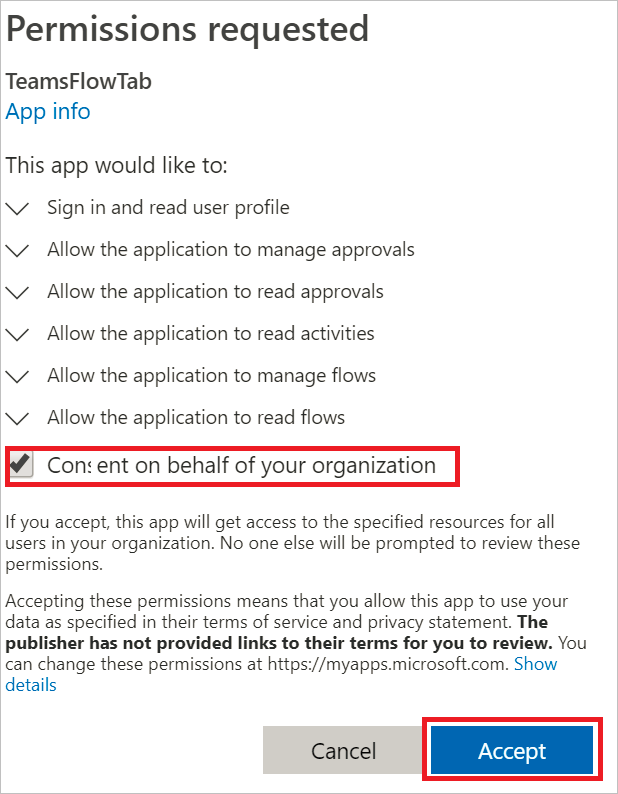 Permissions requested
TeamsFlowTab
App info
This app would like to:
Sign in and read user profile
Allow the application to manage approvals
Allow the application to read approvals
Allow the application to read activities
Allow the application to manage flows
Allow the application to read flows
Consent on behalf of your organization
If you accept, this app will get access to the specified resources for all
users in your organization. No one else will be prompted to review these
permissions.
Accepting these permissions means that you allow this app to use your
data as specified in their terms of service and privacy statement. The
publisher has not provided links to their terms for you to review. You
can change these permissions at https://myapps.microsoft.com. Show
details
Cancel Accept